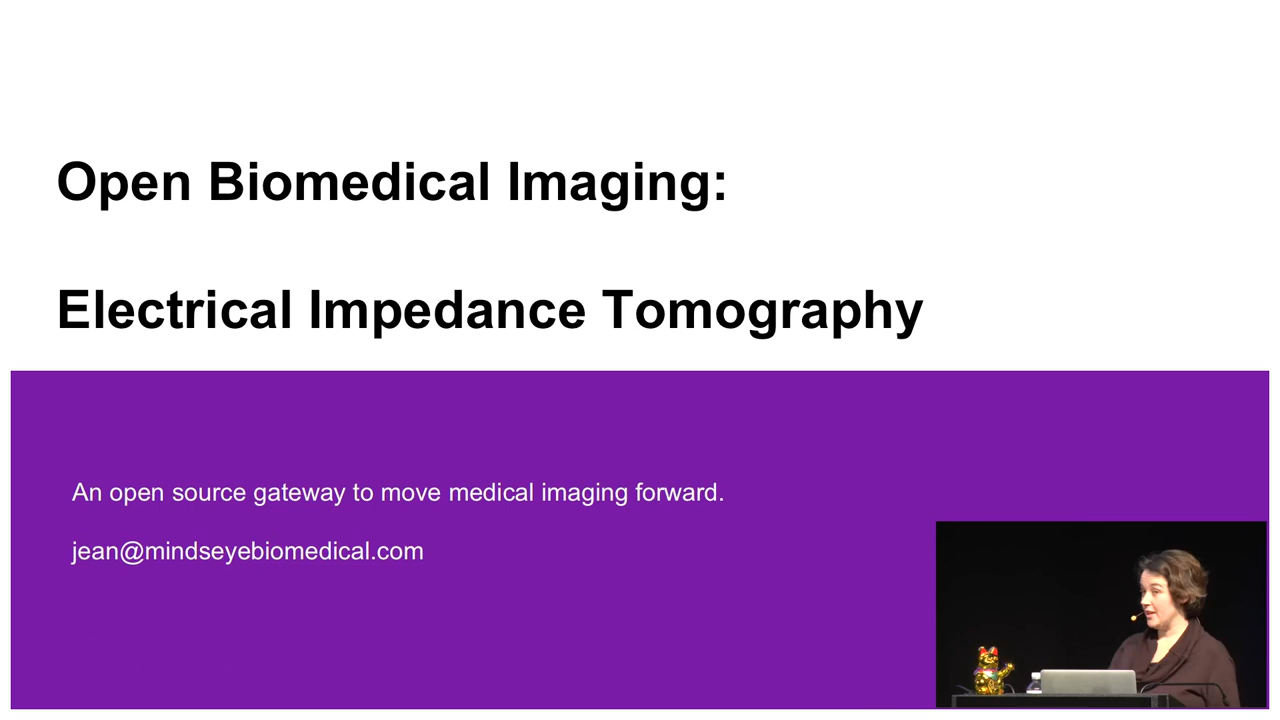 Open Biomedical Imaging:
Electrical Impedance Tomography
An open source gateway to move medical imaging forward.
jean@mindseyebiomedical.com